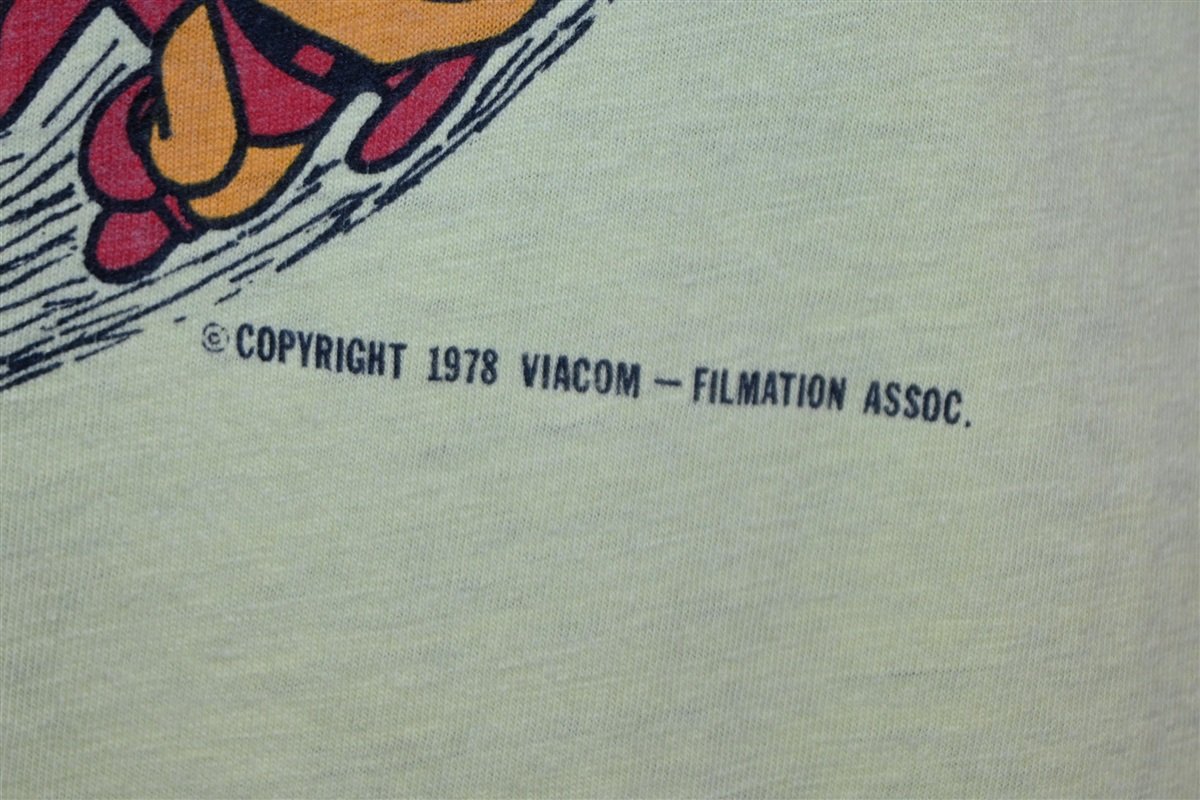 © COPYRIGHT 1978 VIACOM — FILMATION ASSOC.